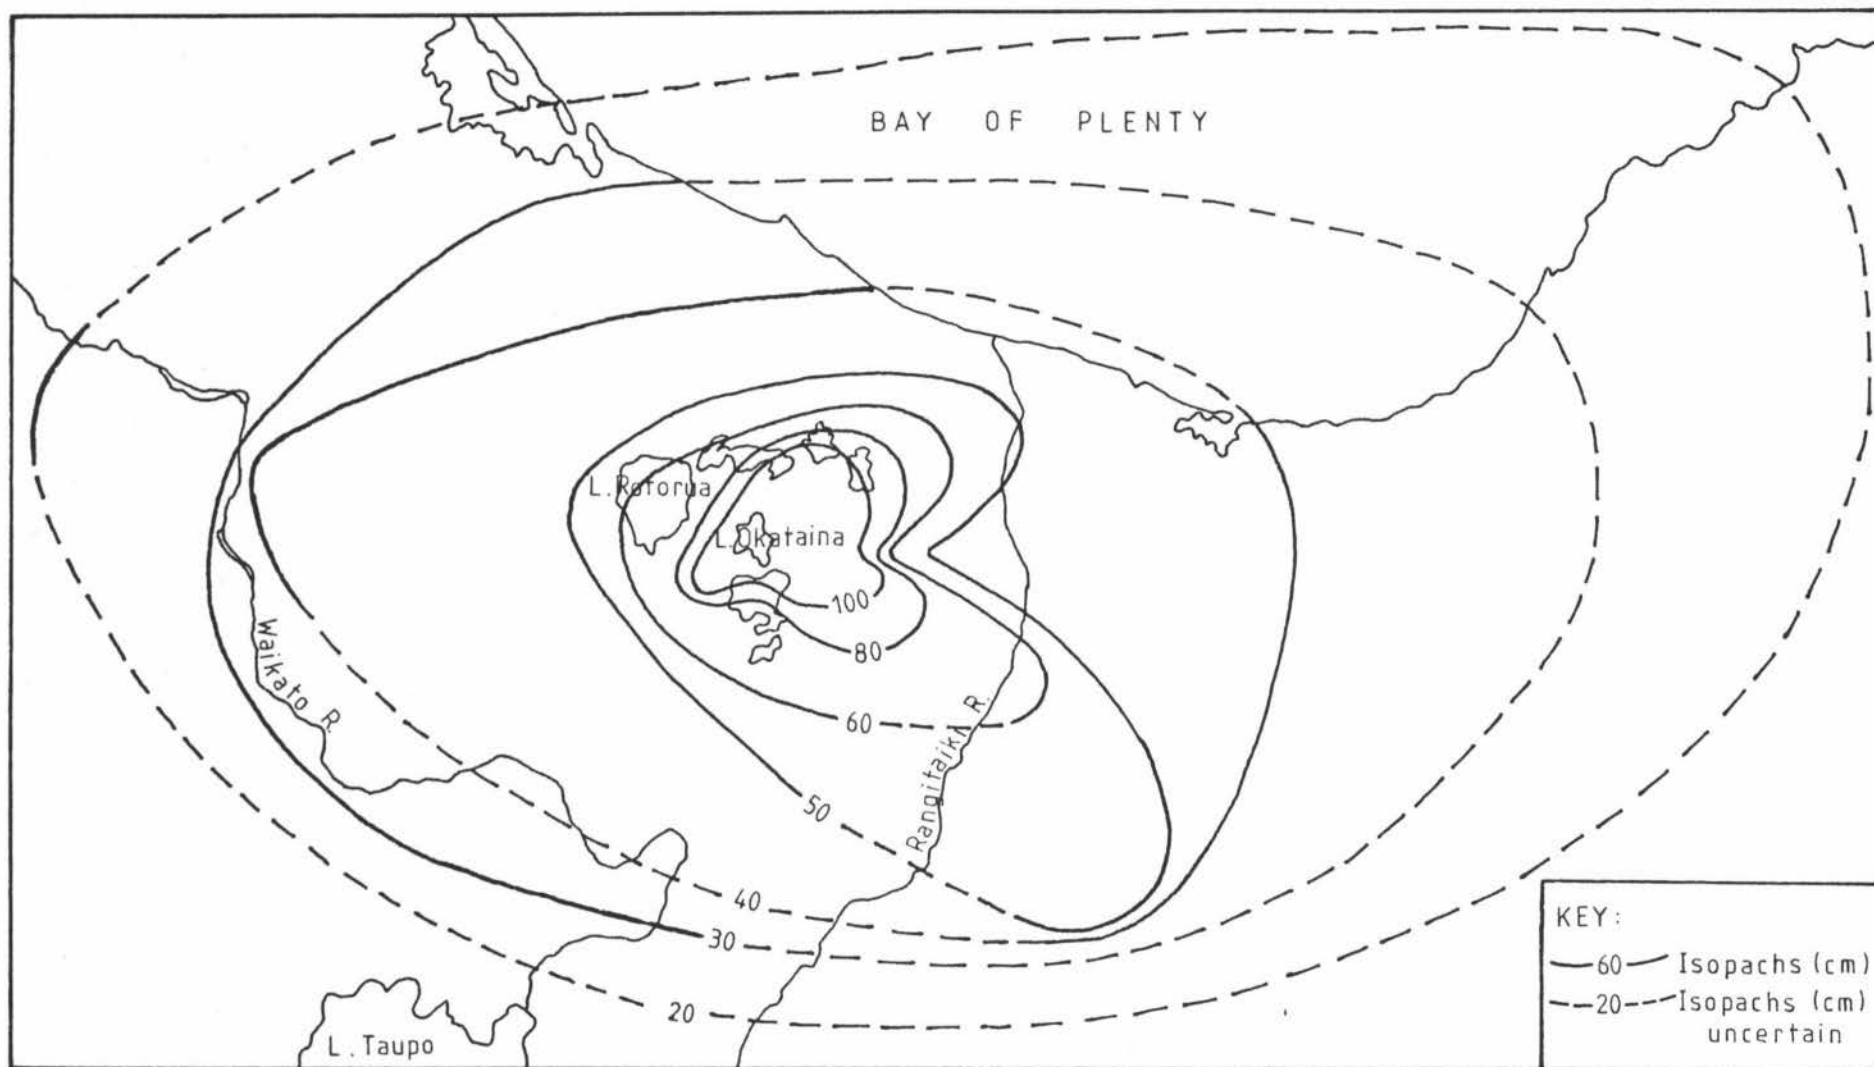 BAY OF PLENTY
L. Rotorua
L. Okataina
100
80
60
50
40
30
20
Waikato R.
Rangitaiki R.
L. Taupo
KEY:
60 Isopachs (cm)
20 Isopachs (cm)
uncertain